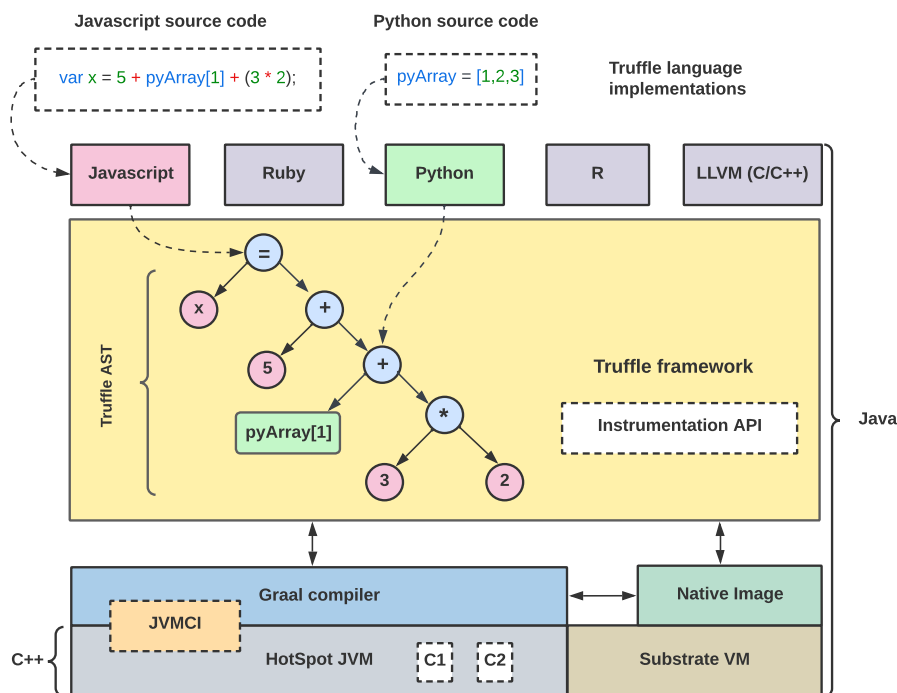 Javascript source code
Python source code
var x = 5 + pyArray[1] + (3 * 2);
pyArray = [1,2,3]
Truffle language
implementations
Javascript
Ruby
Python
R
LLVM (C/C++)
=
x
+
5
+
Truffle AST
pyArray[1]
*
3
2
Truffle framework
Instrumentation API
Java
Graal compiler
Native Image
JVMCI
C++
HotSpot JVM
C1
C2
Substrate VM